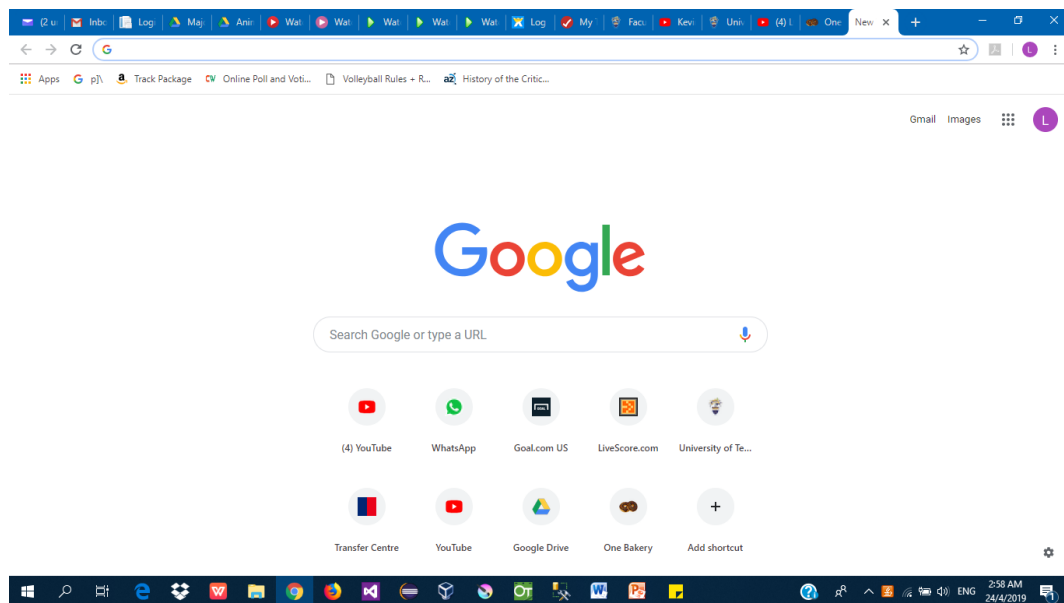 (2 u Inbo Logi Maj Anir Wat Wat Wat Wat Wat Log My Facu Kevi Univ (4) L One New
Apps p]\ Track Package Online Poll and Voti... Volleyball Rules + R... History of the Critic...
L
Gmail Images L
Google
Search Google or type a URL
(4) YouTube WhatsApp Goal.com US LiveScore.com University of Te...
Transfer Centre YouTube Google Drive One Bakery Add shortcut
ENG 2:58 AM
24/4/2019